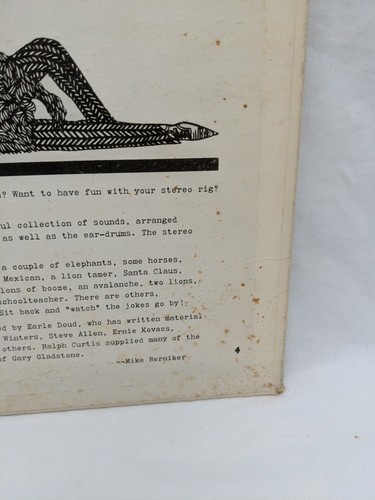 ? Want to have fun with your stereo rig?
ul collection of sounds, arranged
as well as the ear-drums. The stereo
a couple of elephants, some horses,
Mexican, a lion tamer, Santa Claus,
lons of booze, an avalanche, two lions,
schoolteacher. There are others,
Sit back and "watch" the jokes go by!
ed by Earle Doud, who has written material
Winters, Steve Allen, Ernie Kovacs,
others. Ralph Curtis supplied many of the
of Gary Gladstone.
--Mike Berniker